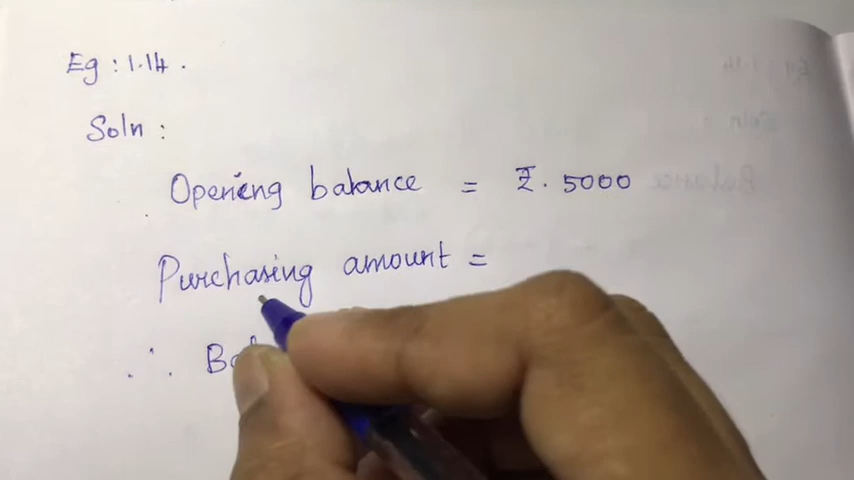 Eg : 1.14 .
Soln :
Opening balance = ₹. 5000
Purchasing amount =
∴